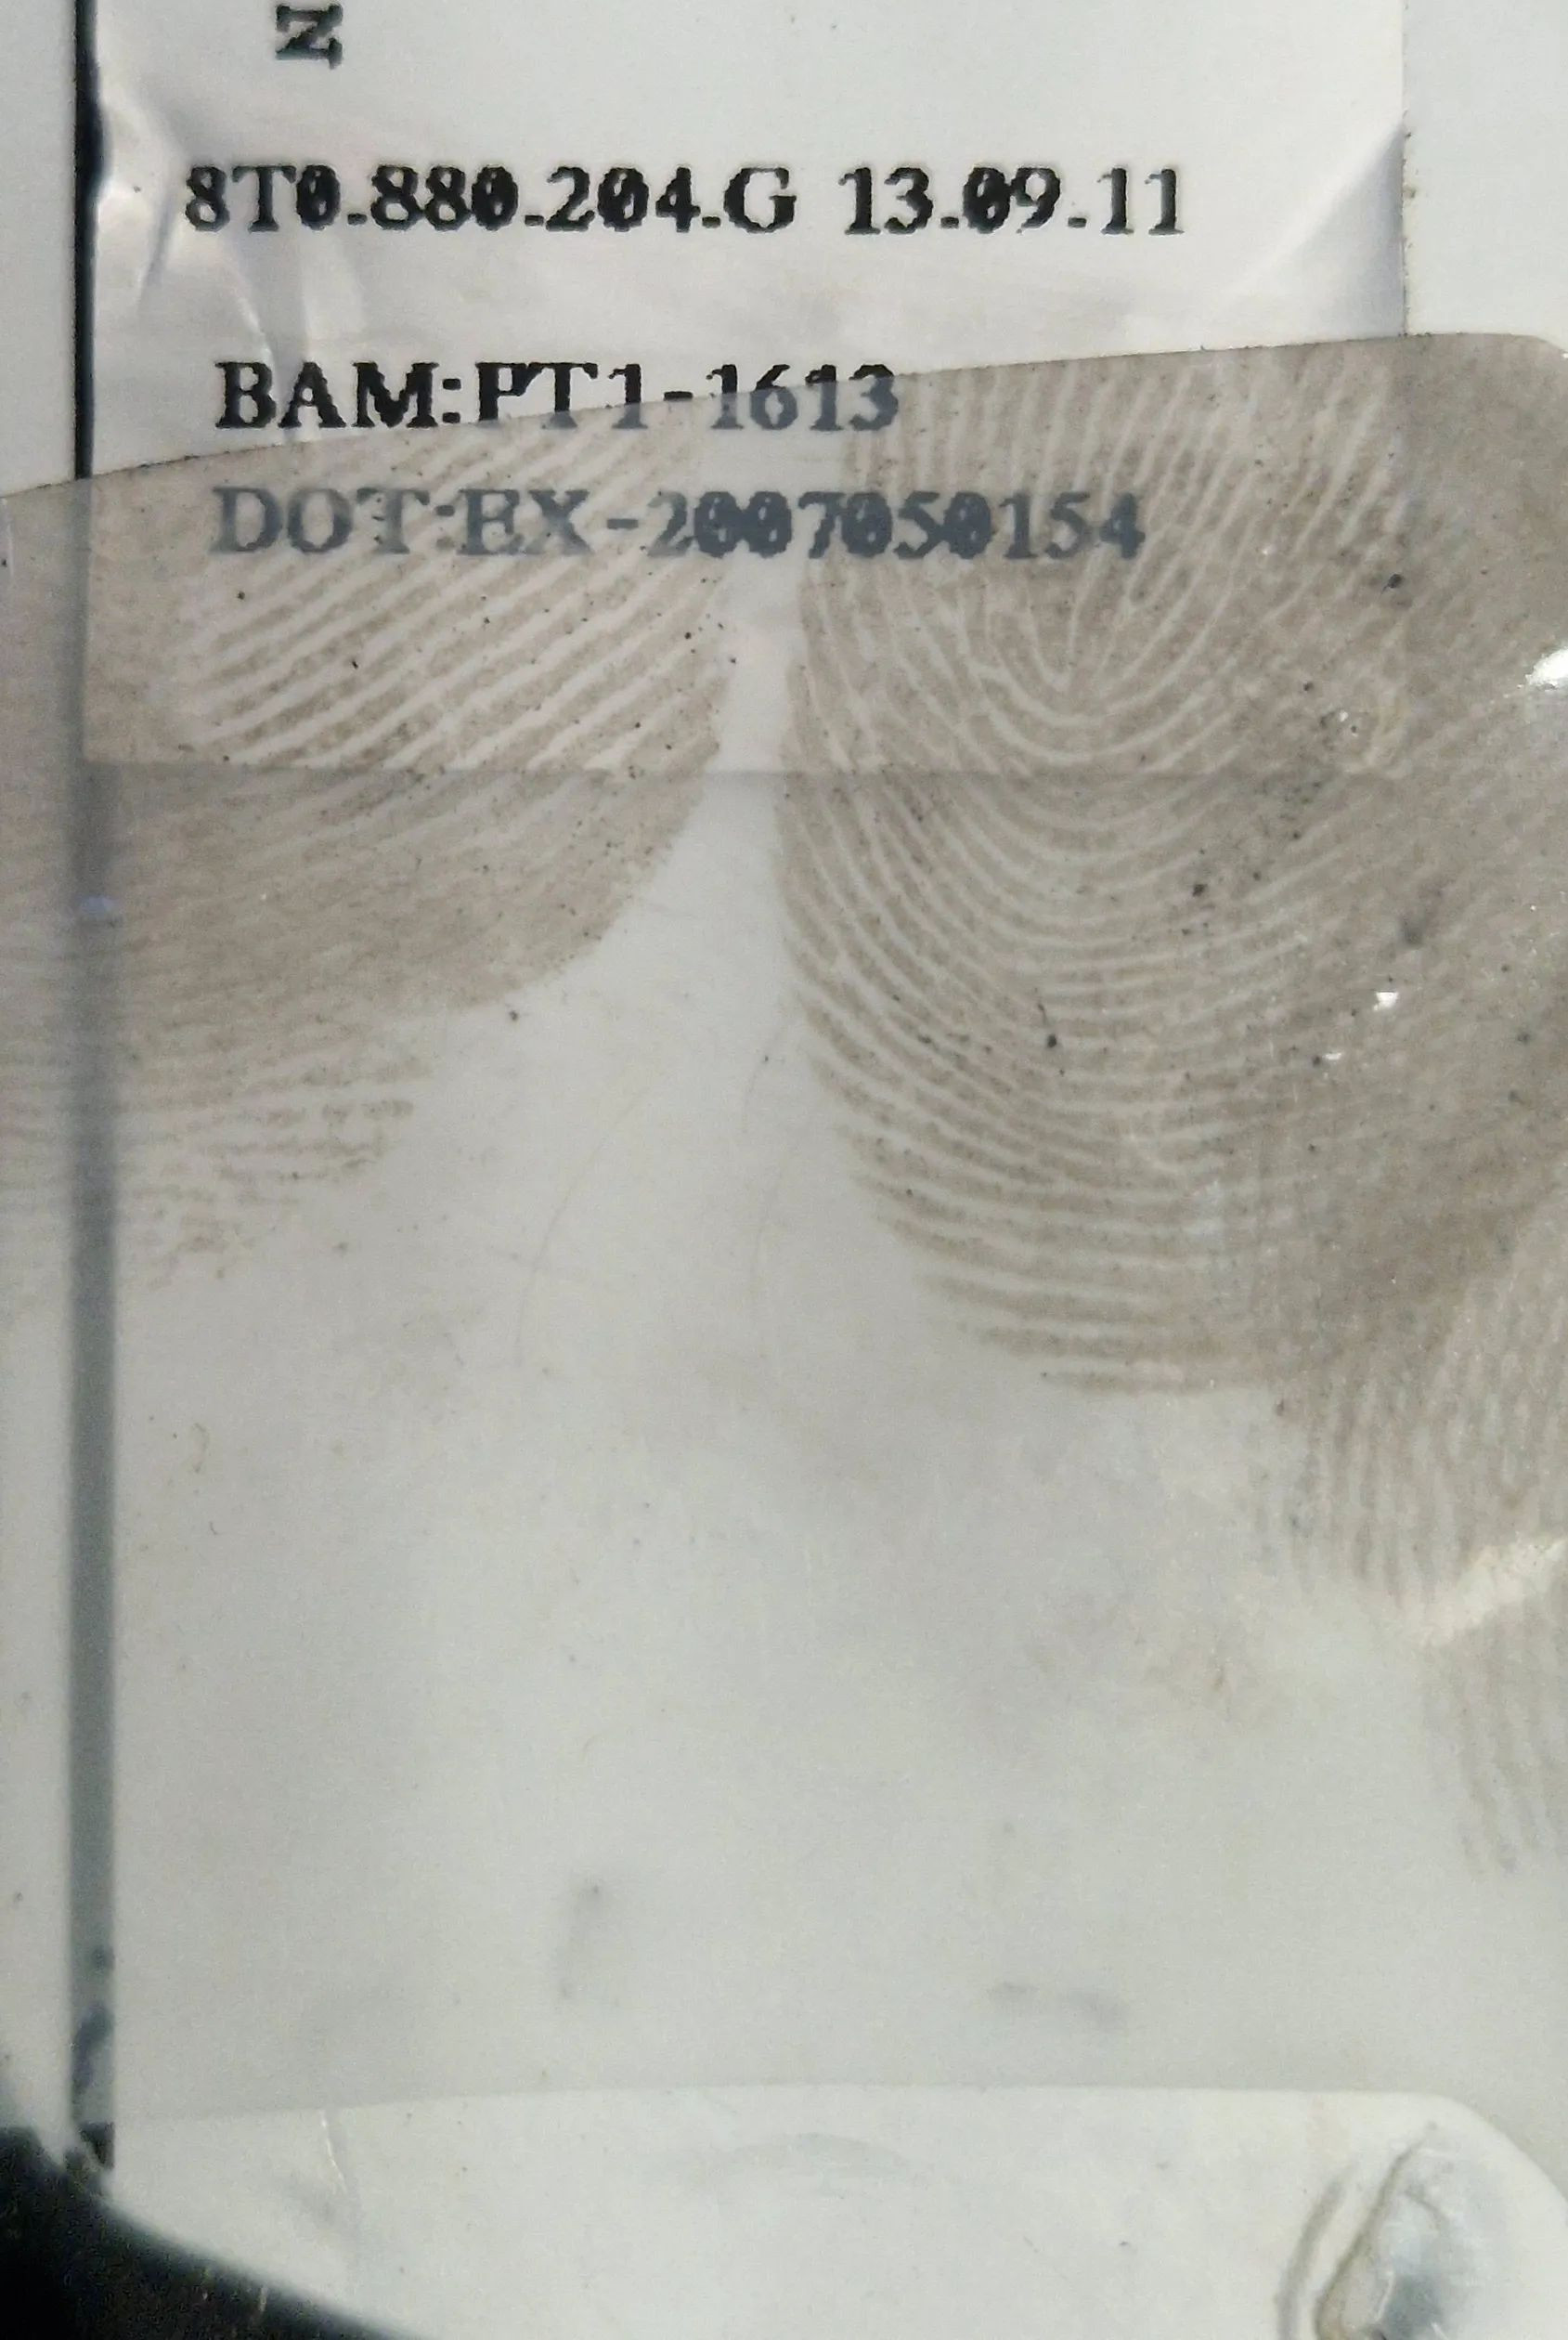 Z
8T0.880.204.G 13.09.11
BAM:PT1-1613
DOT:EX-2007050154